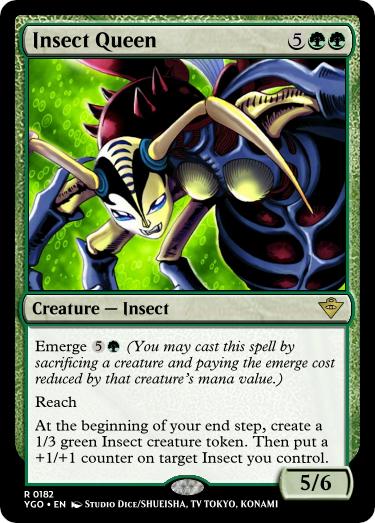 Insect Queen 5
Creature — Insect
Emerge 5 (You may cast this spell by
sacrificing a creature and paying the emerge cost
reduced by that creature's mana value.)
Reach
At the beginning of your end step, create a
1/3 green Insect creature token. Then put a
+1/+1 counter on target Insect you control.
5/6
R 0182
YGO • EN Studio Dice/SHUEISHA, TV TOKYO, KONAMI